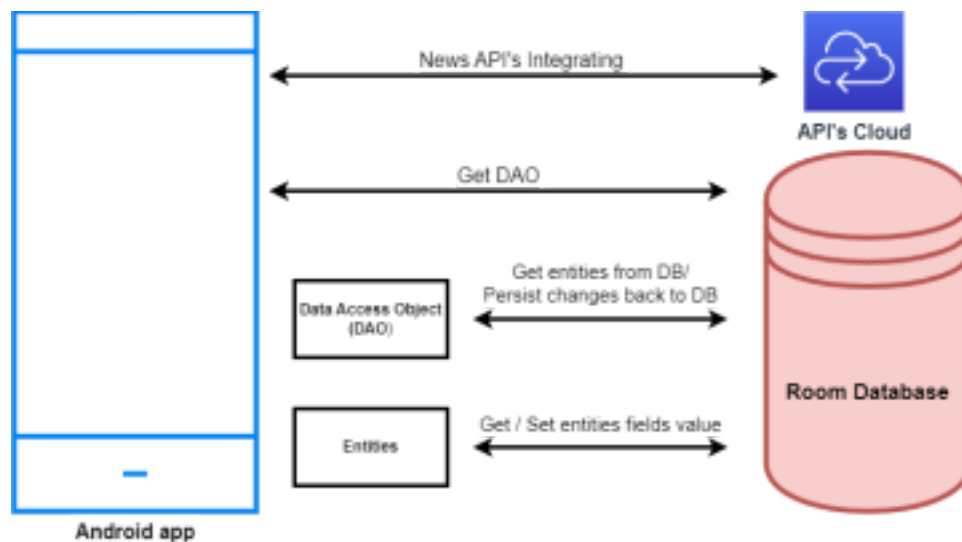 News API's Integrating
API's Cloud
Get DAO
Get entities from DB/
Persist changes back to DB
Data Access Object
(DAO)
Room Database
Get / Set entities fields value
Entities
Android app